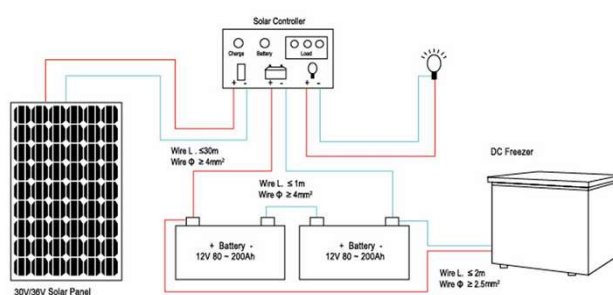 Solar Controller
Charge
Battery
Load
+ -
+ -
+ -
Wire L . ≤30m
Wire Φ ≥ 4mm²
DC Freezer
Wire L. ≤ 1m
Wire Φ ≥ 4mm²
+ Battery -
12V 80 ~ 200Ah
+ Battery -
12V 80 ~ 200Ah
Wire L. ≤ 2m
Wire Φ ≥ 2.5mm²
30V/36V Solar Panel